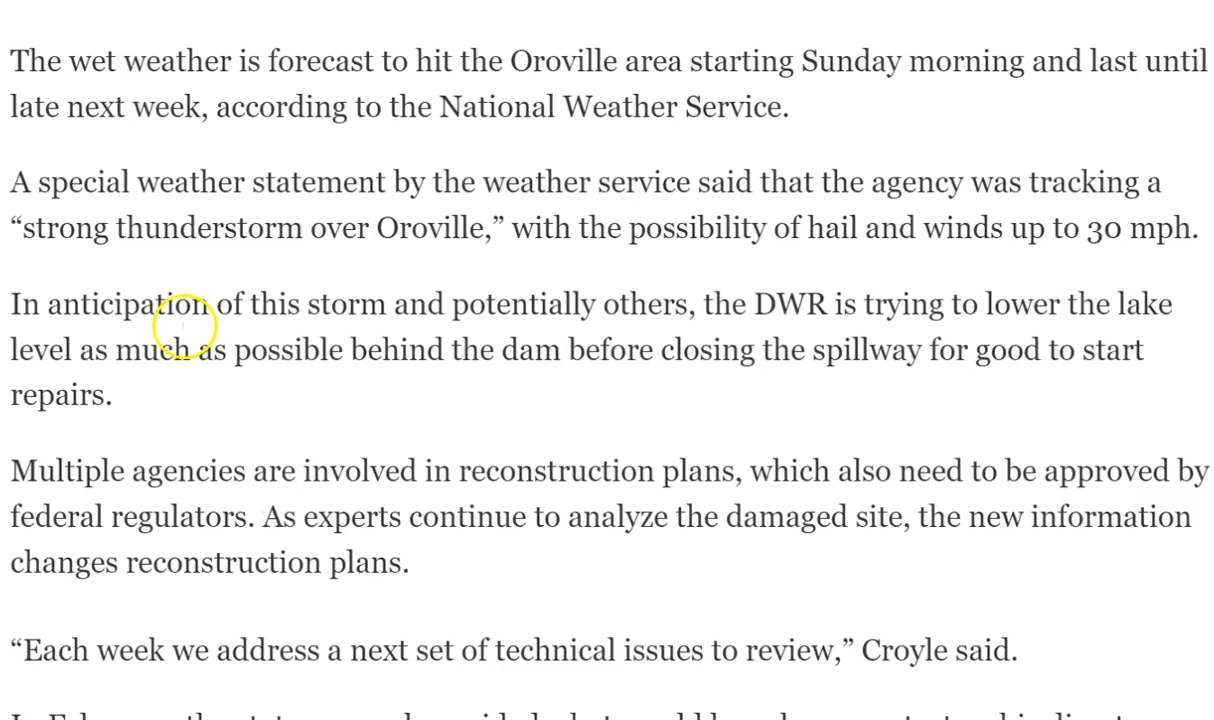 The wet weather is forecast to hit the Oroville area starting Sunday morning and last until
late next week, according to the National Weather Service.
A special weather statement by the weather service said that the agency was tracking a
“strong thunderstorm over Oroville,” with the possibility of hail and winds up to 30 mph.
In anticipation of this storm and potentially others, the DWR is trying to lower the lake
level as much as possible behind the dam before closing the spillway for good to start
repairs.
Multiple agencies are involved in reconstruction plans, which also need to be approved by
federal regulators. As experts continue to analyze the damaged site, the new information
changes reconstruction plans.
“Each week we address a next set of technical issues to review,” Croyle said.